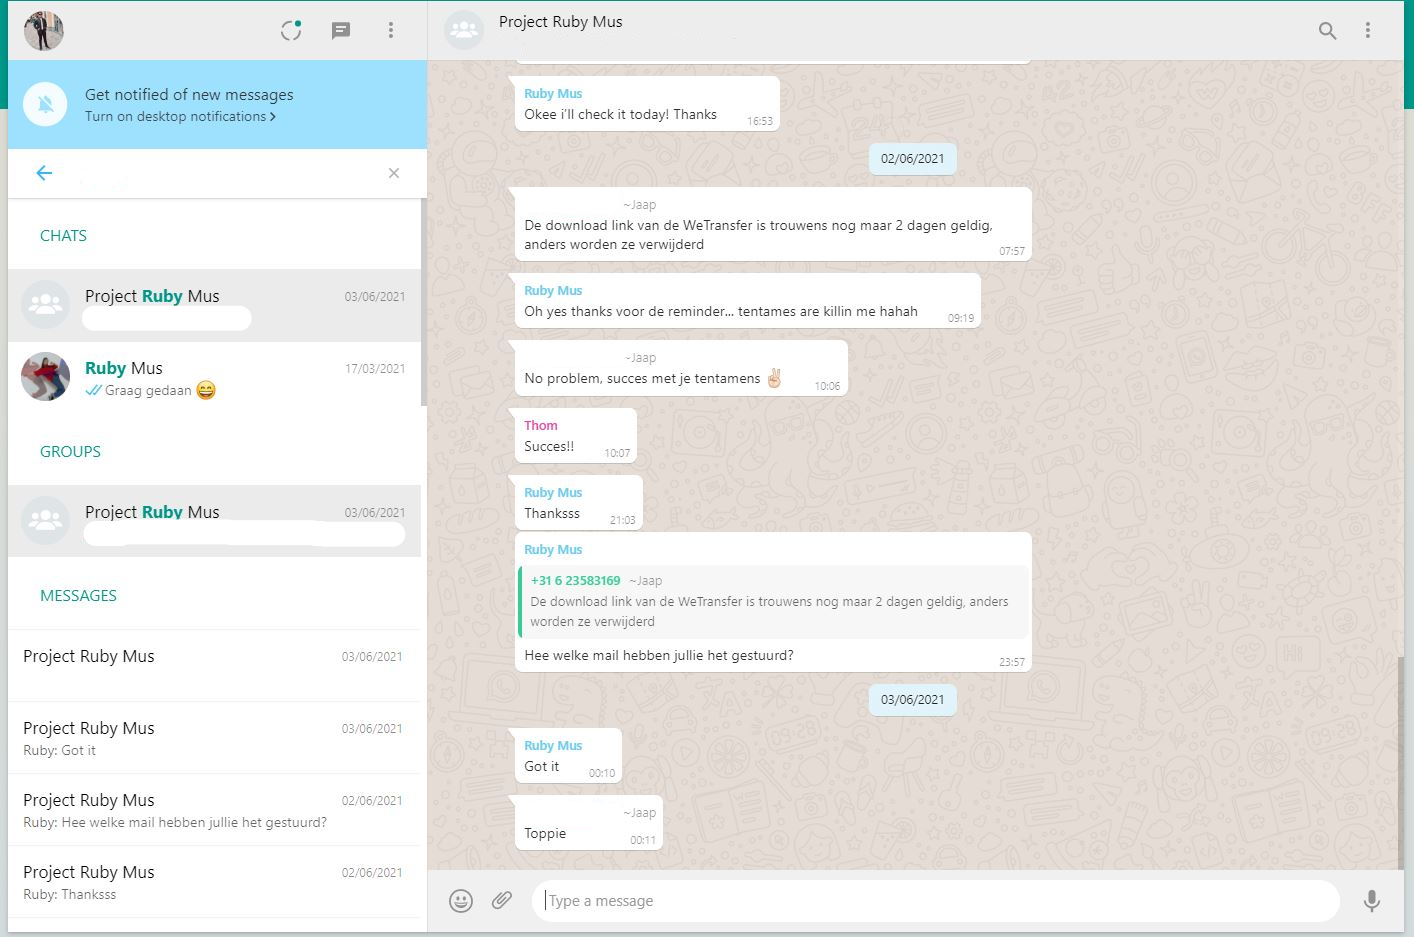 Get notified of new messages
Turn on desktop notifications >
CHATS
Project Ruby Mus
03/06/2021
Ruby Mus
17/03/2021
Graag gedaan 😄
GROUPS
Project Ruby Mus
03/06/2021
MESSAGES
Project Ruby Mus
03/06/2021
Project Ruby Mus
03/06/2021
Ruby: Got it
Project Ruby Mus
02/06/2021
Ruby: Hee welke mail hebben jullie het gestuurd?
Project Ruby Mus
02/06/2021
Ruby: Thanksss
Project Ruby Mus
Ruby Mus
Okee i'll check it today! Thanks
16:53
02/06/2021
~Jaap
De download link van de WeTransfer is trouwens nog maar 2 dagen geldig,
anders worden ze verwijderd
07:57
Ruby Mus
Oh yes thanks voor de reminder... tentames are killin me hahah
09:19
~Jaap
No problem, succes met je tentamens ✌🏻
10:06
Thom
Succes!!
10:07
Ruby Mus
Thanksss
21:03
Ruby Mus
+31 6 23583169 ~Jaap
De download link van de WeTransfer is trouwens nog maar 2 dagen geldig, anders
worden ze verwijderd
Hee welke mail hebben jullie het gestuurd?
23:57
03/06/2021
Ruby Mus
Got it
00:10
~Jaap
Toppie
00:11
Type a message